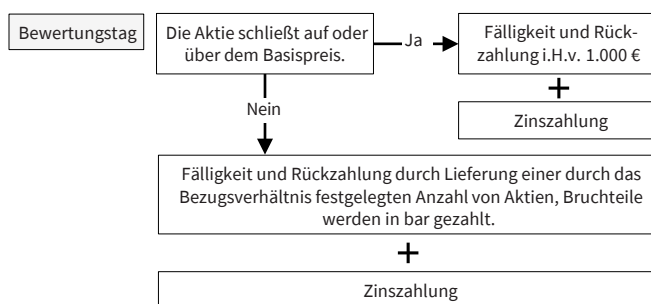 Bewertungstag
Die Aktie schließt auf oder
über dem Basispreis.
Ja
Fälligkeit und Rück-
zahlung i.H.v. 1.000 €
+
Zinszahlung
Nein
Fälligkeit und Rückzahlung durch Lieferung einer durch das
Bezugsverhältnis festgelegten Anzahl von Aktien, Bruchteile
werden in bar gezahlt.
+
Zinszahlung